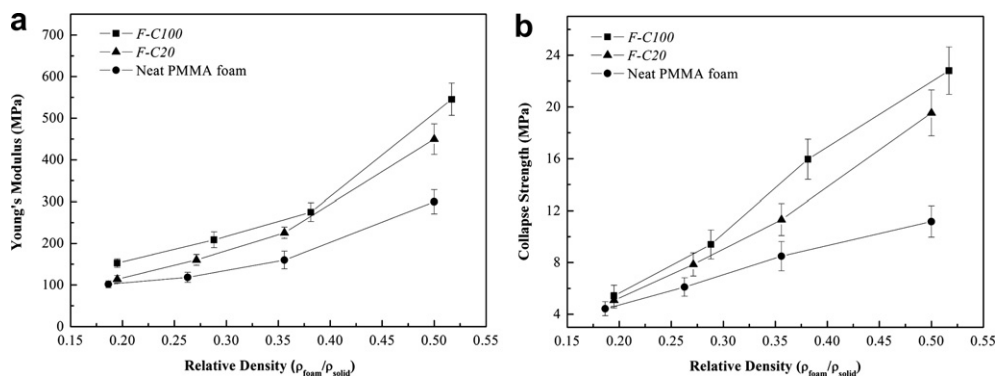 a
F-C100
F-C20
Neat PMMA foam
Young's Modulus (MPa)
700
600
500
400
300
200
100
0
0.15 0.20 0.25 0.30 0.35 0.40 0.45 0.50 0.55
Relative Density (ρfoam/ρsolid)
b
F-C100
F-C20
Neat PMMA foam
Collapse Strength (MPa)
24
20
16
12
8
4
0.15 0.20 0.25 0.30 0.35 0.40 0.45 0.50 0.55
Relative Density (ρfoam/ρsolid)